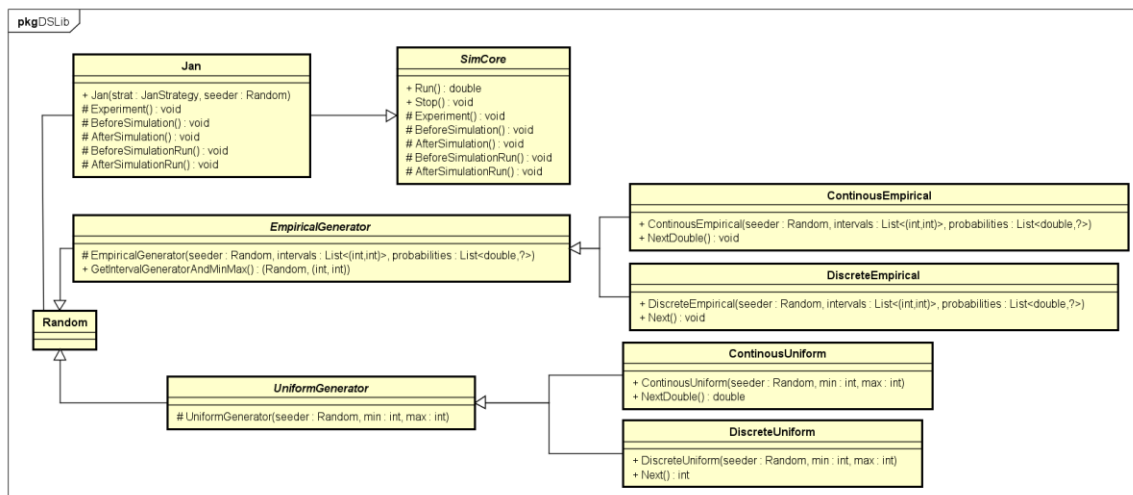 pkg DSLib
Jan
+ Jan(strat : JanStrategy, seeder : Random)
# Experiment() : void
# BeforeSimulation() : void
# AfterSimulation() : void
# BeforeSimulationRun() : void
# AfterSimulationRun() : void
SimCore
+ Run() : double
+ Stop() : void
# Experiment() : void
# BeforeSimulation() : void
# AfterSimulation() : void
# BeforeSimulationRun() : void
# AfterSimulationRun() : void
EmpiricalGenerator
# EmpiricalGenerator(seeder : Random, intervals : List<(int,int)>, probabilities : List<double,?>)
+ GetIntervalGeneratorAndMinMax() : (Random, (int, int))
ContinousEmpirical
+ ContinousEmpirical(seeder : Random, intervals : List<(int,int)>, probabilities : List<double,?>)
+ NextDouble() : void
DiscreteEmpirical
+ DiscreteEmpirical(seeder : Random, intervals : List<(int,int)>, probabilities : List<double,?>)
+ Next() : void
Random
UniformGenerator
# UniformGenerator(seeder : Random, min : int, max : int)
ContinousUniform
+ ContinousUniform(seeder : Random, min : int, max : int)
+ NextDouble() : double
DiscreteUniform
+ DiscreteUniform(seeder : Random, min : int, max : int)
+ Next() : int